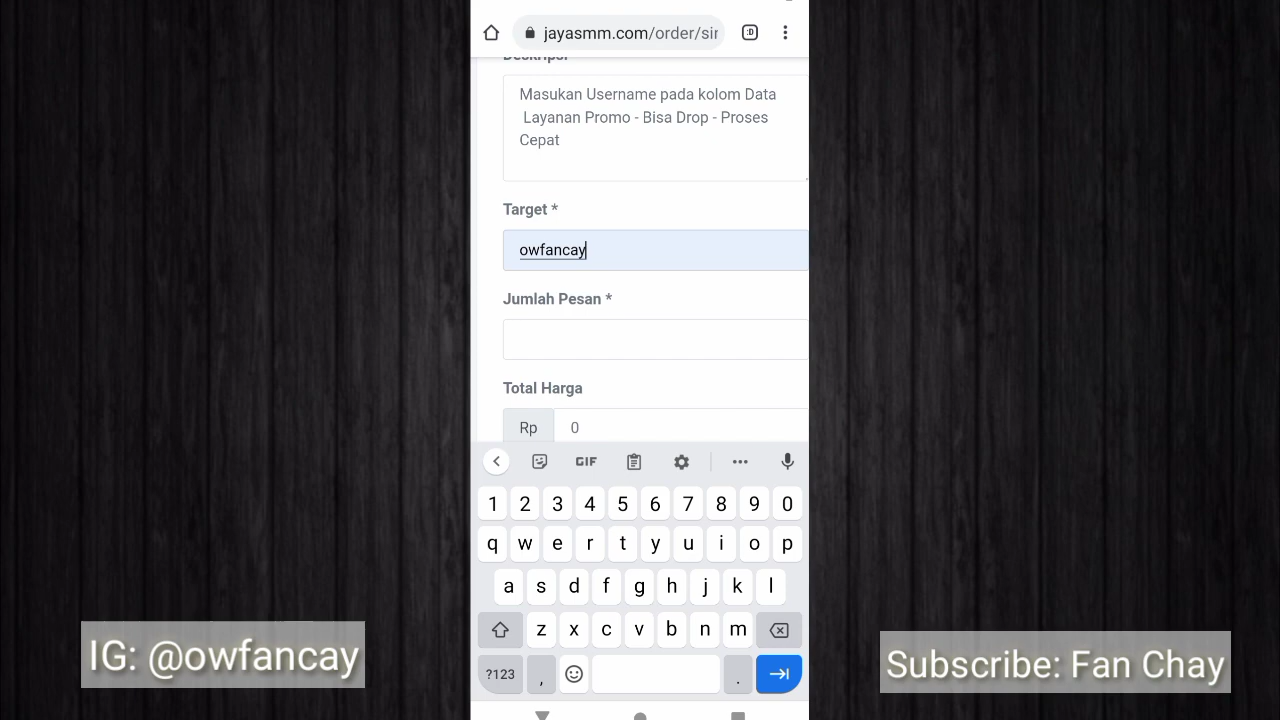 jayasmm.com/order/sir
Deskripsi
Masukan Username pada kolom Data
Layanan Promo - Bisa Drop - Proses
Cepat
Target *
owfancay
Jumlah Pesan *
Total Harga
Rp 0
GIF
1 2 3 4 5 6 7 8 9 0
q w e r t y u i o p
a s d f g h j k l
z x c v b n m
?123 , .
IG: @owfancay
Subscribe: Fan Chay